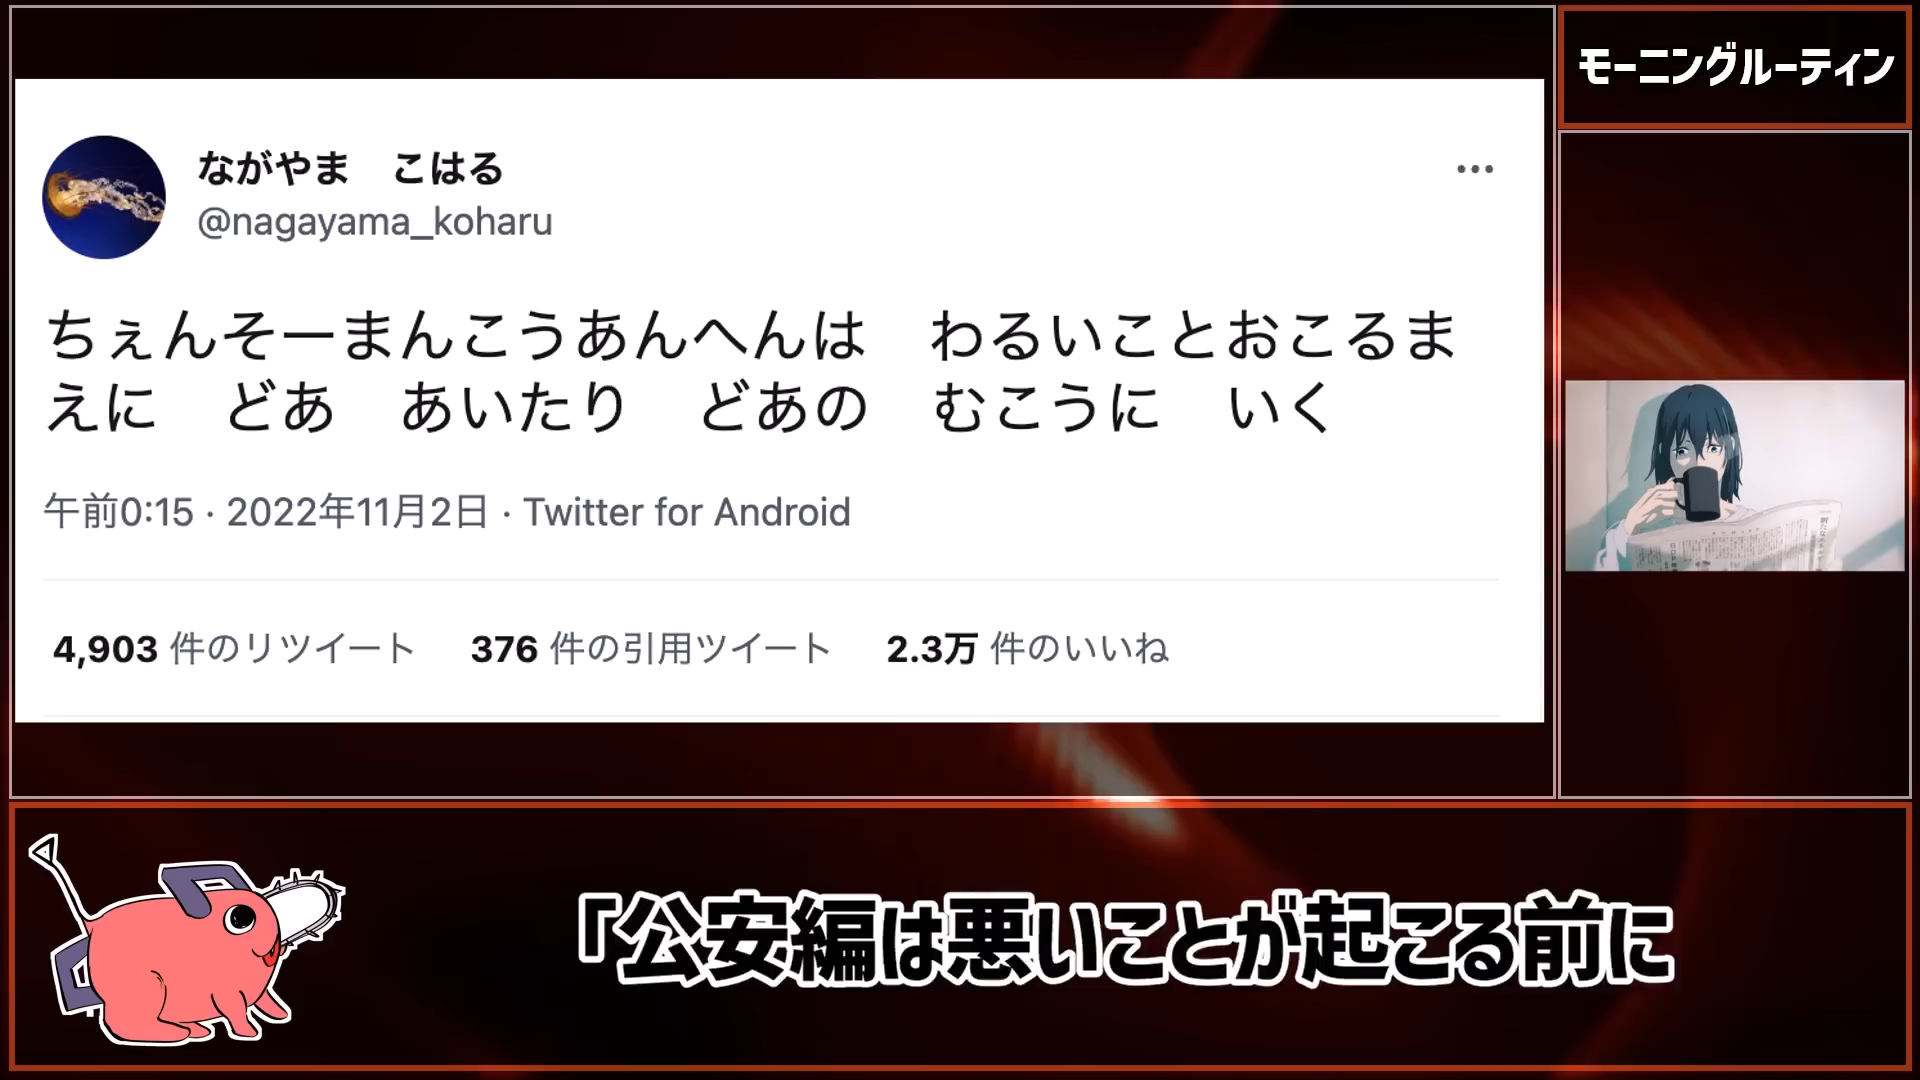 モーニングルーティン
ながやま　こはる
@nagayama_koharu
ちぇんそーまんこうあんへんは　わるいことおこるま
えに　どあ　あいたり　どあの　むこうに　いく
午前0:15 · 2022年11月2日 · Twitter for Android
4,903 件のリツイート 376 件の引用ツイート 2.3万 件のいいね
「公安編は悪いことが起こる前に